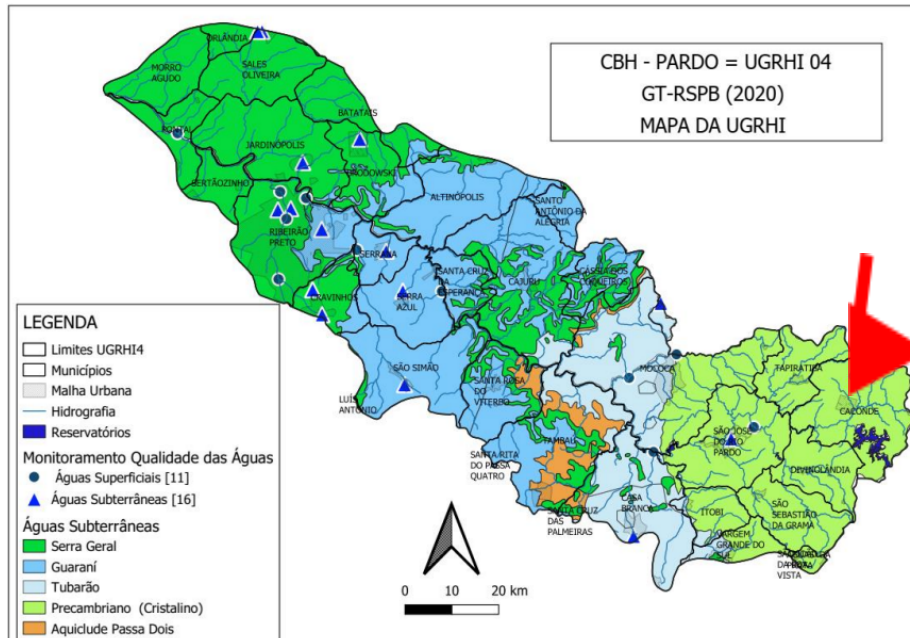 CBH - PARDO = UGRHI 04
GT-RSPB (2020)
MAPA DA UGRHI
ORLÂNDIA
SALES
OLIVEIRA
MORRO
AGUDO
BATATAIS
PONTAL
JARDINÓPOLIS
BRODOWSKI
SERTÃOZINHO
ALTINÓPOLIS
SANTO
ANTÔNIO DA
ALEGRIA
RIBEIRÃO
PRETO
SERRANA
SANTA CRUZ
DA
ESPERANÇA
CAJURU
CÁSSIA DOS
COQUEIROS
CRAVINHOS
SERRA
AZUL
SÃO SIMÃO
LUÍS
ANTÔNIO
SANTA ROSA
DO
VITERBO
MOCOCA
TAPIRATIBA
CACONDE
SÃO JOSÉ
DO RIO
PARDO
TAMBAÚ
SANTA RITA
DO PASSA
QUATRO
DIVINOLÂNDIA
CASA
BRANCA
ITOBI
SÃO
SEBASTIÃO
DA GRAMA
SANTA CRUZ
DAS
PALMEIRAS
VARGEM
GRANDE DO
SUL
VISTA
LEGENDA
Limites UGRHI4
Municípios
Malha Urbana
Hidrografia
Reservatórios
Monitoramento Qualidade das Águas
Águas Superficiais [11]
Águas Subterrâneas [16]
Águas Subterrâneas
Serra Geral
Guaraní
Tubarão
Precambriano (Cristalino)
Aquiclude Passa Dois
0 10 20 km